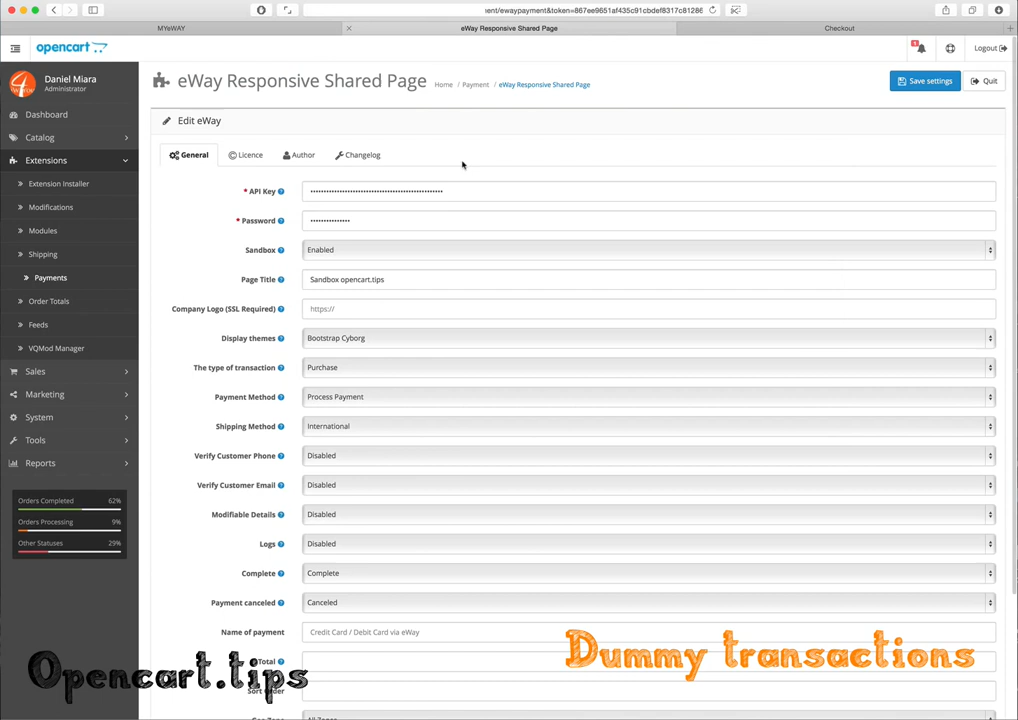 ent/ewaypayment&token=867ee9651af435c91cbdef8317c81286
MYeWAY
eWay Responsive Shared Page
Checkout
opencart
1
Logout
Daniel Miara
Administrator
eWay Responsive Shared Page
Home / Payment / eWay Responsive Shared Page
Save settings
Quit
Dashboard
Catalog
Extensions
Extension Installer
Modifications
Modules
Shipping
Payments
Order Totals
Feeds
VQMod Manager
Sales
Marketing
System
Tools
Reports
Orders Completed 62%
Orders Processing 9%
Other Statuses 29%
Edit eWay
General
Licence
Author
Changelog
* API Key
* Password
Sandbox Enabled
Page Title Sandbox opencart.tips
Company Logo (SSL Required) https://
Display themes Bootstrap Cyborg
The type of transaction Purchase
Payment Method Process Payment
Shipping Method International
Verify Customer Phone Disabled
Verify Customer Email Disabled
Modifiable Details Disabled
Logs Disabled
Complete Complete
Payment canceled Canceled
Name of payment Credit Card / Debit Card via eWay
Total
Sort Order
Geo Zone All Zones
Opencart.tips
Dummy transactions